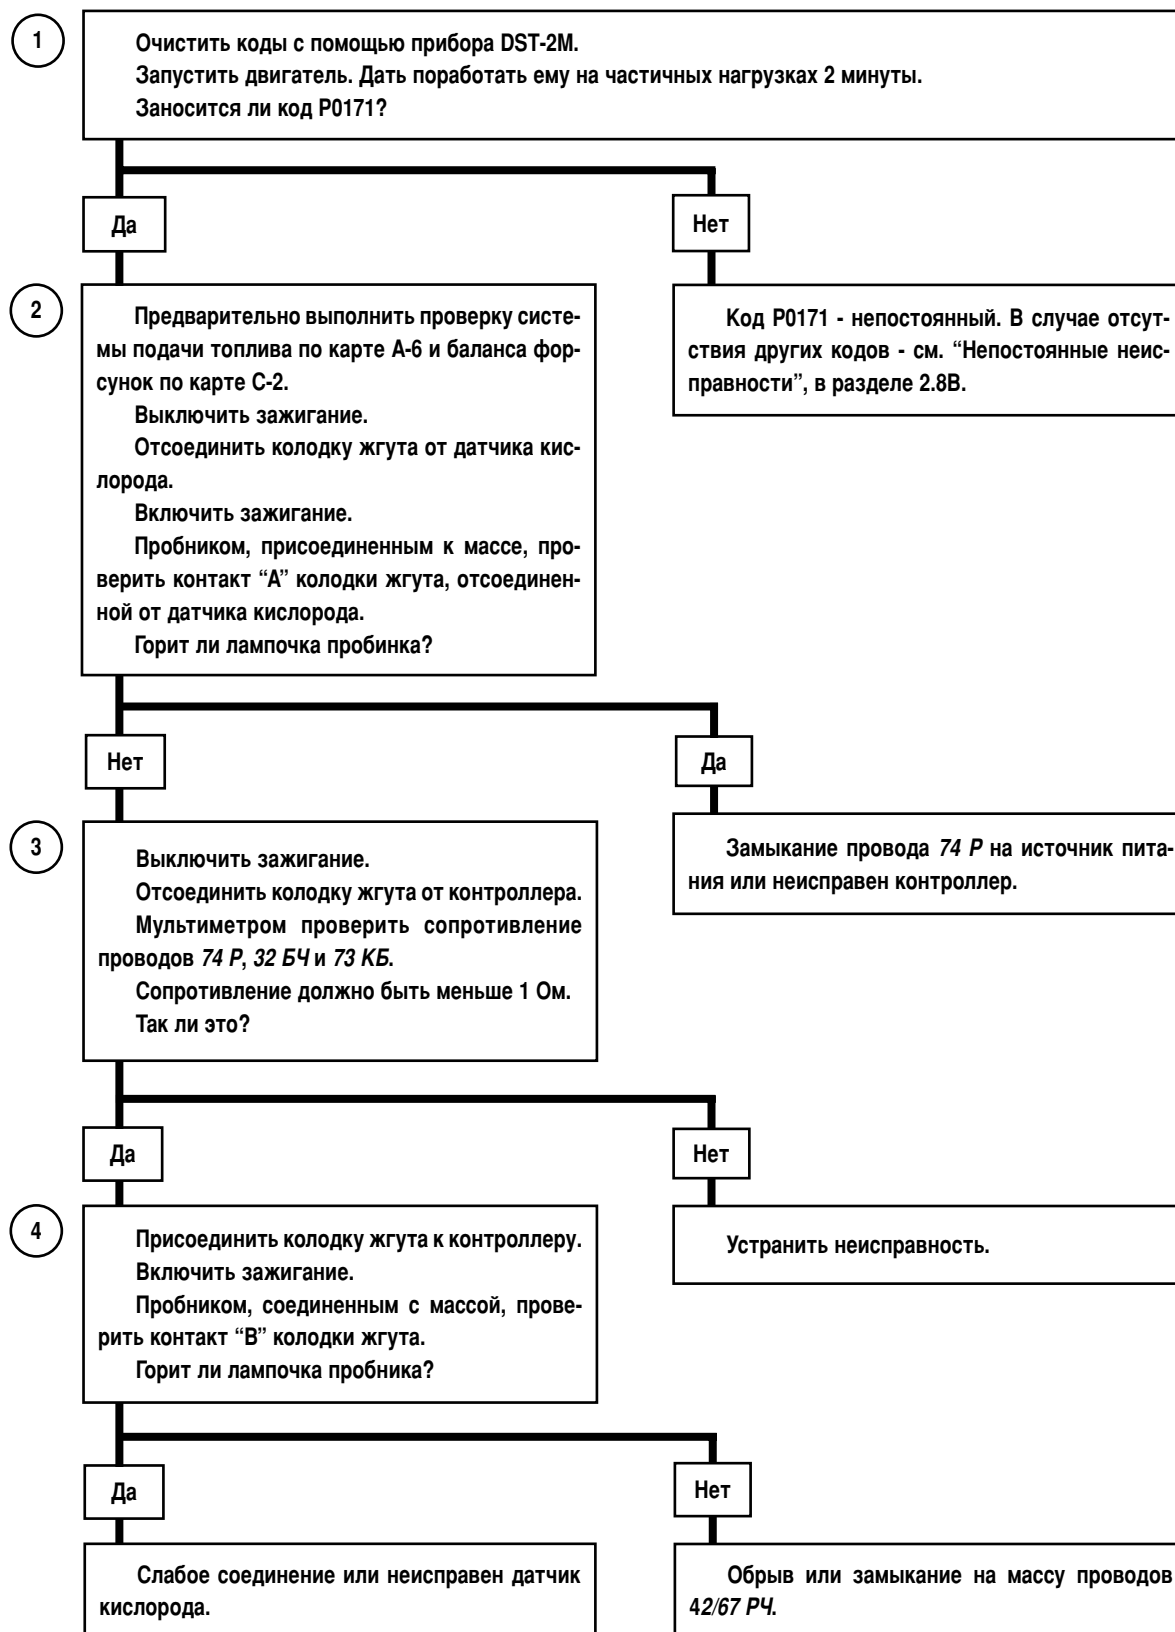 1
Очистить коды с помощью прибора DST-2M.
Запустить двигатель. Дать поработать ему на частичных нагрузках 2 минуты.
Заносится ли код Р0171?
Да
Нет
2
Предварительно выполнить проверку систе-
мы подачи топлива по карте А-6 и баланса фор-
сунок по карте С-2.
Выключить зажигание.
Отсоединить колодку жгута от датчика кис-
лорода.
Включить зажигание.
Пробником, присоединенным к массе, про-
верить контакт “А” колодки жгута, отсоединен-
ной от датчика кислорода.
Горит ли лампочка пробинка?
Код Р0171 - непостоянный. В случае отсут-
ствия других кодов - см. “Непостоянные неис-
правности”, в разделе 2.8В.
Нет
Да
3
Выключить зажигание.
Отсоединить колодку жгута от контроллера.
Мультиметром проверить сопротивление
проводов 74 Р, 32 БЧ и 73 КБ.
Сопротивление должно быть меньше 1 Ом.
Так ли это?
Замыкание провода 74 Р на источник пита-
ния или неисправен контроллер.
Да
Нет
4
Присоединить колодку жгута к контроллеру.
Включить зажигание.
Пробником, соединенным с массой, прове-
рить контакт “В” колодки жгута.
Горит ли лампочка пробника?
Устранить неисправность.
Да
Нет
Слабое соединение или неисправен датчик
кислорода.
Обрыв или замыкание на массу проводов
42/67 РЧ.